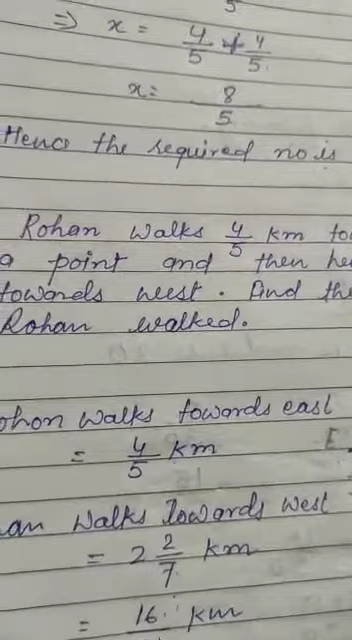 5
⇒ x = 4/5 + 4/5
x = 8/5
Hence the required no is
Rohan walks 4/5 km to
a point and then he
towards west. And the
Rohan walked.
ohan walks towards east
= 4/5 km E
an walks towards west
= 2 2/7 km
= 16 km